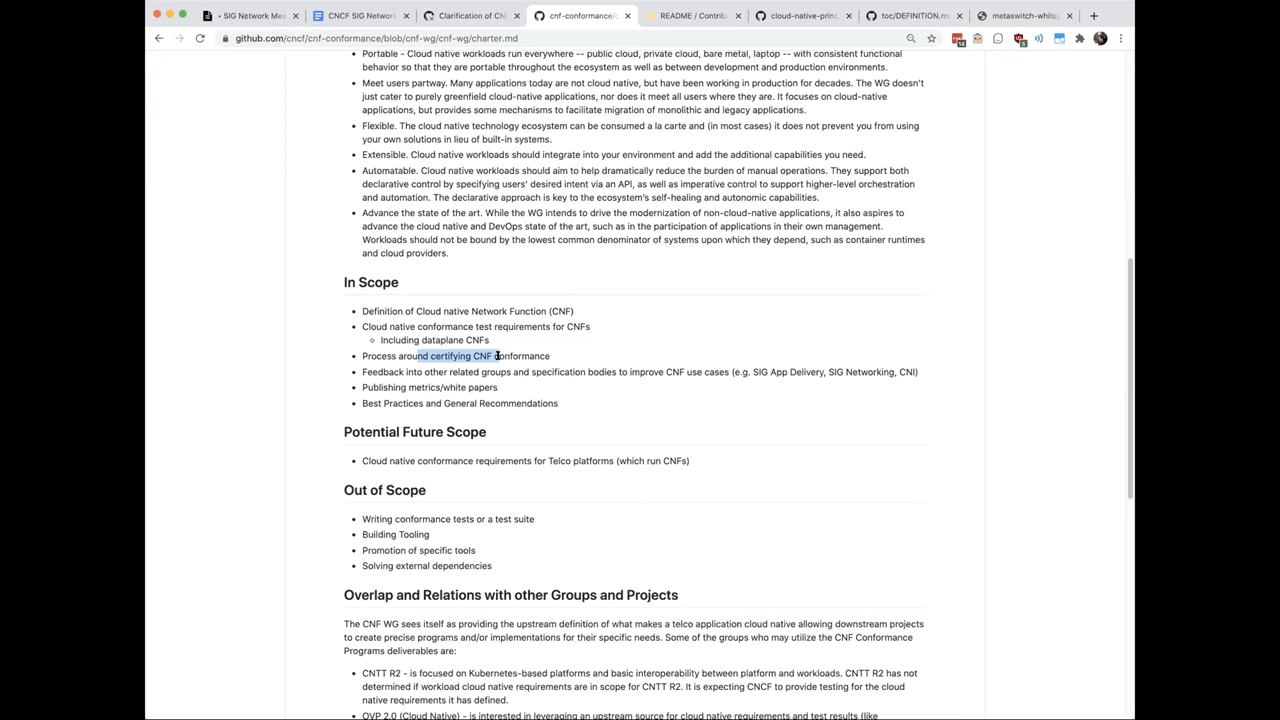 SIG Network Mee
CNCF SIG Network
Clarification of CN
cnf-conformance/
README / Contrib
cloud-native-princ
toc/DEFINITION.m
metaswitch-white
github.com/cncf/cnf-conformance/blob/cnf-wg/cnf-wg/charter.md
Portable - Cloud native workloads run everywhere -- public cloud, private cloud, bare metal, laptop -- with consistent functional
behavior so that they are portable throughout the ecosystem as well as between development and production environments.
Meet users partway. Many applications today are not cloud native, but have been working in production for decades. The WG doesn't
just cater to purely greenfield cloud-native applications, nor does it meet all users where they are. It focuses on cloud-native
applications, but provides some mechanisms to facilitate migration of monolithic and legacy applications.
Flexible. The cloud native technology ecosystem can be consumed a la carte and (in most cases) it does not prevent you from using
your own solutions in lieu of built-in systems.
Extensible. Cloud native workloads should integrate into your environment and add the additional capabilities you need.
Automatable. Cloud native workloads should aim to help dramatically reduce the burden of manual operations. They support both
declarative control by specifying users' desired intent via an API, as well as imperative control to support higher-level orchestration
and automation. The declarative approach is key to the ecosystem's self-healing and autonomic capabilities.
Advance the state of the art. While the WG intends to drive the modernization of non-cloud-native applications, it also aspires to
advance the cloud native and DevOps state of the art, such as in the participation of applications in their own management.
Workloads should not be bound by the lowest common denominator of systems upon which they depend, such as container runtimes
and cloud providers.
In Scope
Definition of Cloud native Network Function (CNF)
Cloud native conformance test requirements for CNFs
Including dataplane CNFs
Process around certifying CNF conformance
Feedback into other related groups and specification bodies to improve CNF use cases (e.g. SIG App Delivery, SIG Networking, CNI)
Publishing metrics/white papers
Best Practices and General Recommendations
Potential Future Scope
Cloud native conformance requirements for Telco platforms (which run CNFs)
Out of Scope
Writing conformance tests or a test suite
Building Tooling
Promotion of specific tools
Solving external dependencies
Overlap and Relations with other Groups and Projects
The CNF WG sees itself as providing the upstream definition of what makes a telco application cloud native allowing downstream projects
to create precise programs and/or implementations for their specific needs. Some of the groups who may utilize the CNF Conformance
Programs deliverables are:
CNTT R2 - is focused on Kubernetes-based platforms and basic interoperability between platform and workloads. CNTT R2 has not
determined if workload cloud native requirements are in scope for CNTT R2. It is expecting CNCF to provide testing for the cloud
native requirements it has defined.
OVP 2.0 (Cloud Native) - is interested in leveraging an upstream source for cloud native requirements and test results (like